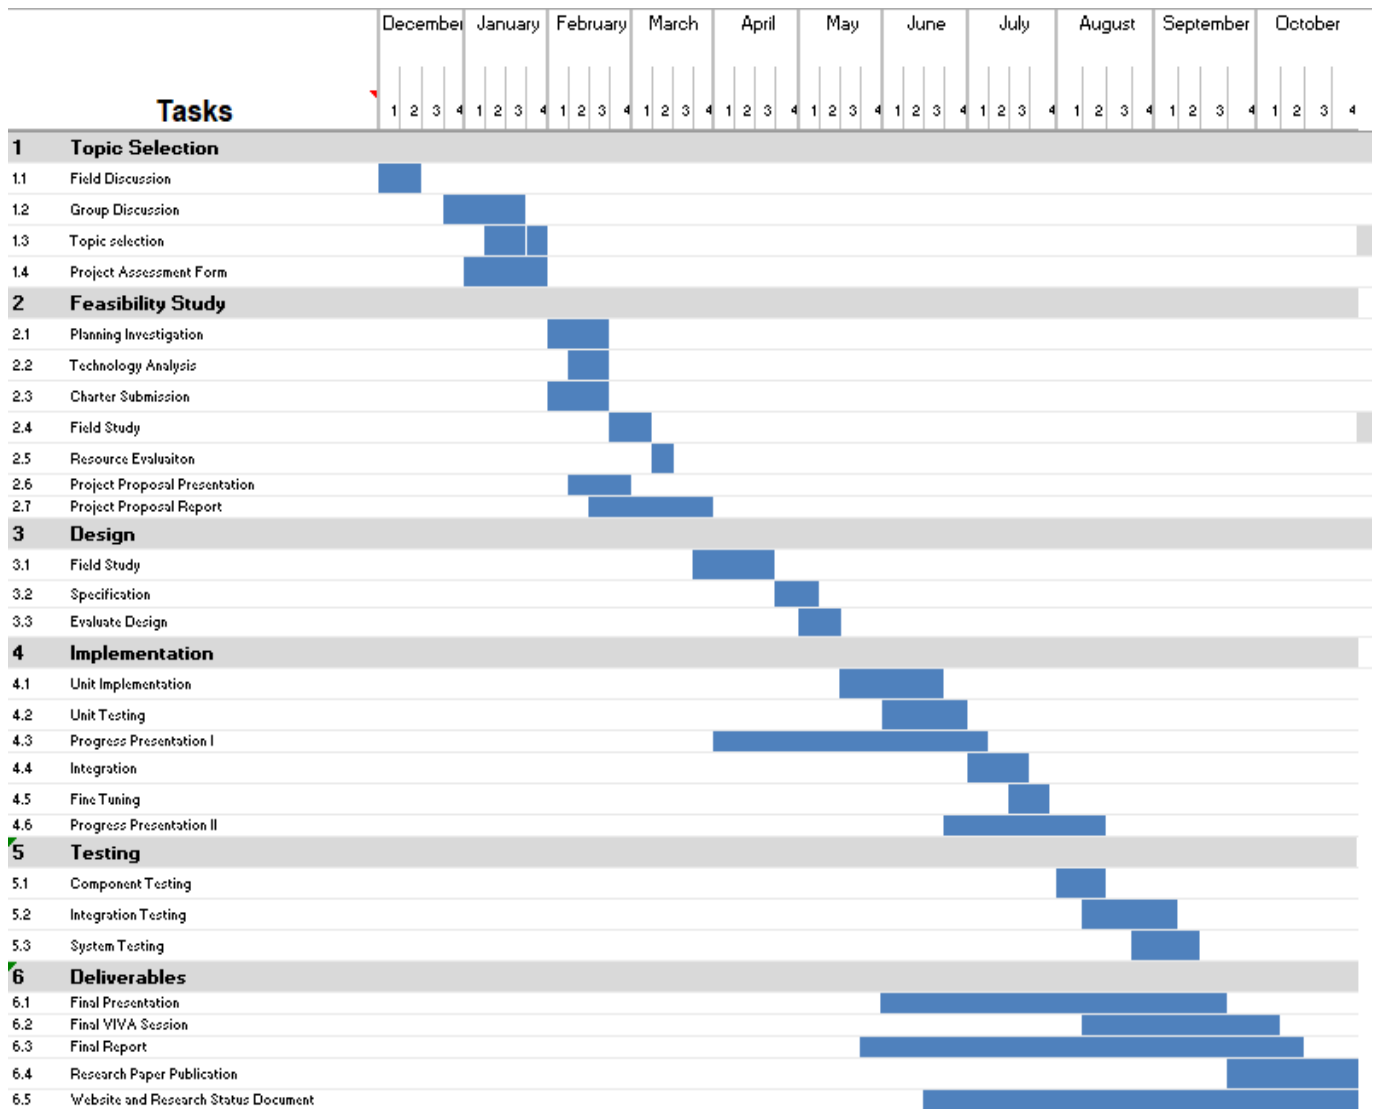 December January February March April May June July August September October
Tasks 1 2 3 4 1 2 3 4 1 2 3 4 1 2 3 4 1 2 3 4 1 2 3 4 1 2 3 4 1 2 3 4 1 2 3 4 1 2 3 4 1 2 3 4
1 Topic Selection
1.1 Field Discussion
1.2 Group Discussion
1.3 Topic selection
1.4 Project Assessment Form
2 Feasibility Study
2.1 Planning Investigation
2.2 Technology Analysis
2.3 Charter Submission
2.4 Field Study
2.5 Resource Evaluaiton
2.6 Project Proposal Presentation
2.7 Project Proposal Report
3 Design
3.1 Field Study
3.2 Specification
3.3 Evaluate Design
4 Implementation
4.1 Unit Implementation
4.2 Unit Testing
4.3 Progress Presentation I
4.4 Integration
4.5 Fine Tuning
4.6 Progress Presentation II
5 Testing
5.1 Component Testing
5.2 Integration Testing
5.3 System Testing
6 Deliverables
6.1 Final Presentation
6.2 Final VIVA Session
6.3 Final Report
6.4 Research Paper Publication
6.5 Website and Research Status Document